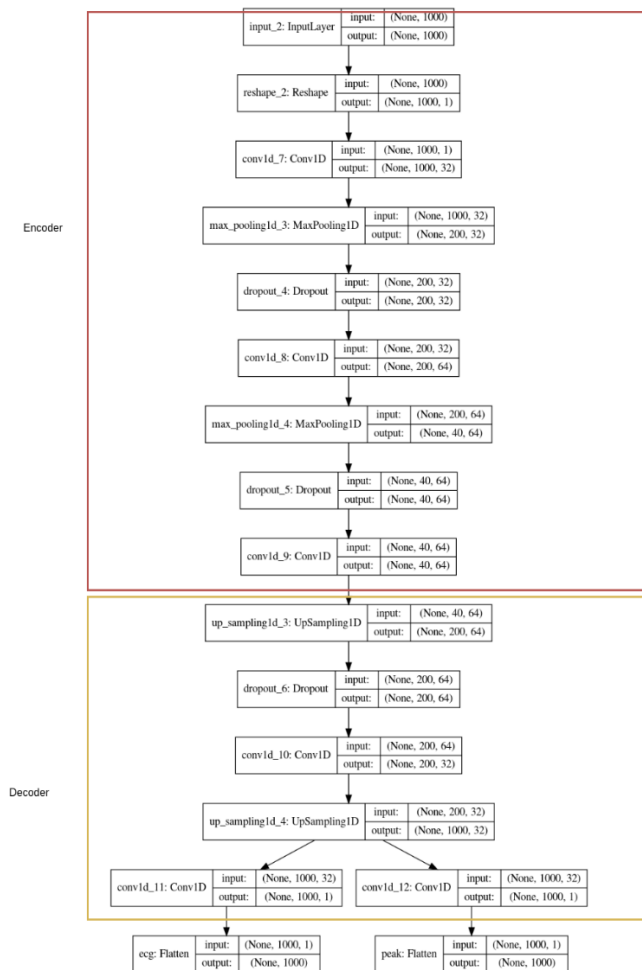 input_2: InputLayer input: (None, 1000)
output: (None, 1000)
reshape_2: Reshape input: (None, 1000)
output: (None, 1000, 1)
conv1d_7: Conv1D input: (None, 1000, 1)
output: (None, 1000, 32)
Encoder
max_pooling1d_3: MaxPooling1D input: (None, 1000, 32)
output: (None, 200, 32)
dropout_4: Dropout input: (None, 200, 32)
output: (None, 200, 32)
conv1d_8: Conv1D input: (None, 200, 32)
output: (None, 200, 64)
max_pooling1d_4: MaxPooling1D input: (None, 200, 64)
output: (None, 40, 64)
dropout_5: Dropout input: (None, 40, 64)
output: (None, 40, 64)
conv1d_9: Conv1D input: (None, 40, 64)
output: (None, 40, 64)
up_sampling1d_3: UpSampling1D input: (None, 40, 64)
output: (None, 200, 64)
dropout_6: Dropout input: (None, 200, 64)
output: (None, 200, 64)
conv1d_10: Conv1D input: (None, 200, 64)
output: (None, 200, 32)
Decoder
up_sampling1d_4: UpSampling1D input: (None, 200, 32)
output: (None, 1000, 32)
conv1d_11: Conv1D input: (None, 1000, 32)
output: (None, 1000, 1)
conv1d_12: Conv1D input: (None, 1000, 32)
output: (None, 1000, 1)
ecg: Flatten input: (None, 1000, 1)
output: (None, 1000)
peak: Flatten input: (None, 1000, 1)
output: (None, 1000)